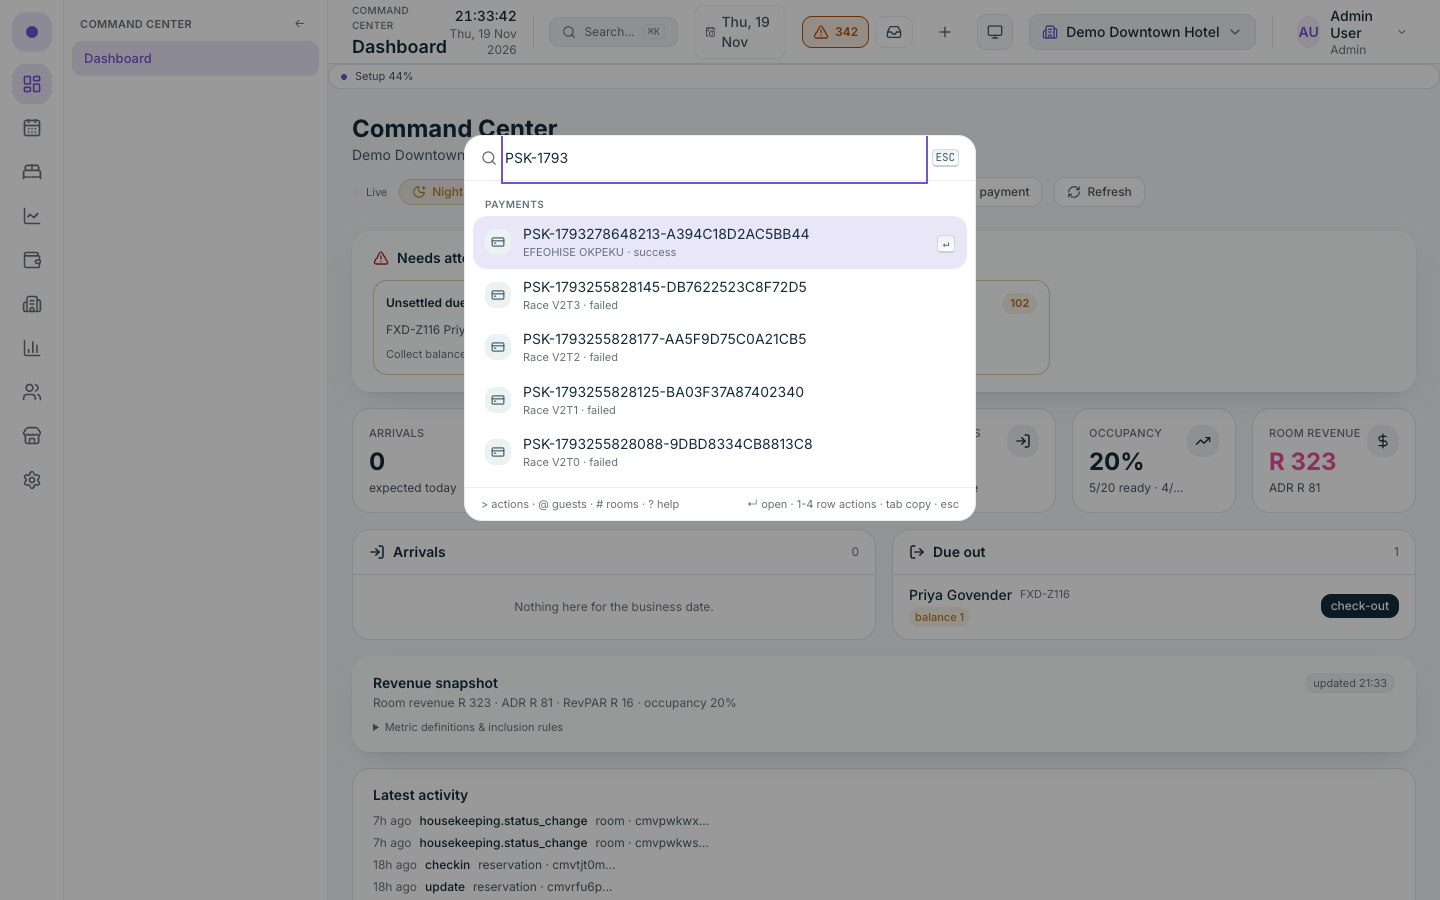 COMMAND CENTER
Dashboard
COMMAND CENTER
Dashboard
21:33:42
Thu, 19 Nov 2026
Search...
⌘K
Thu, 19 Nov
342
Demo Downtown Hotel
AU
Admin User
Admin
Setup 44%
Command Center
Demo Downtown
Live
Night
payment
Refresh
PSK-1793
ESC
PAYMENTS
PSK-1793278648213-A394C18D2AC5BB44
EFEOHISE OKPEKU · success
PSK-1793255828145-DB7622523C8F72D5
Race V2T3 · failed
PSK-1793255828177-AA5F9D75C0A21CB5
Race V2T2 · failed
PSK-1793255828125-BA03F37A87402340
Race V2T1 · failed
PSK-1793255828088-9DBD8334CB8813C8
Race V2T0 · failed
> actions · @ guests · # rooms · ? help
↵ open · 1-4 row actions · tab copy · esc
Needs atte
Unsettled due
102
FXD-Z116 Priy
Collect balance
ARRIVALS
0
expected today
S
OCCUPANCY
20%
5/20 ready · 4/...
ROOM REVENUE
R 323
ADR R 81
Arrivals
0
Nothing here for the business date.
Due out
1
Priya Govender FXD-Z116
balance 1
check-out
Revenue snapshot
updated 21:33
Room revenue R 323 · ADR R 81 · RevPAR R 16 · occupancy 20%
Metric definitions & inclusion rules
Latest activity
7h ago housekeeping.status_change room · cmvpwkwx...
7h ago housekeeping.status_change room · cmvpwkws...
18h ago checkin reservation · cmvtjt0m...
18h ago update reservation · cmvrfu6p...